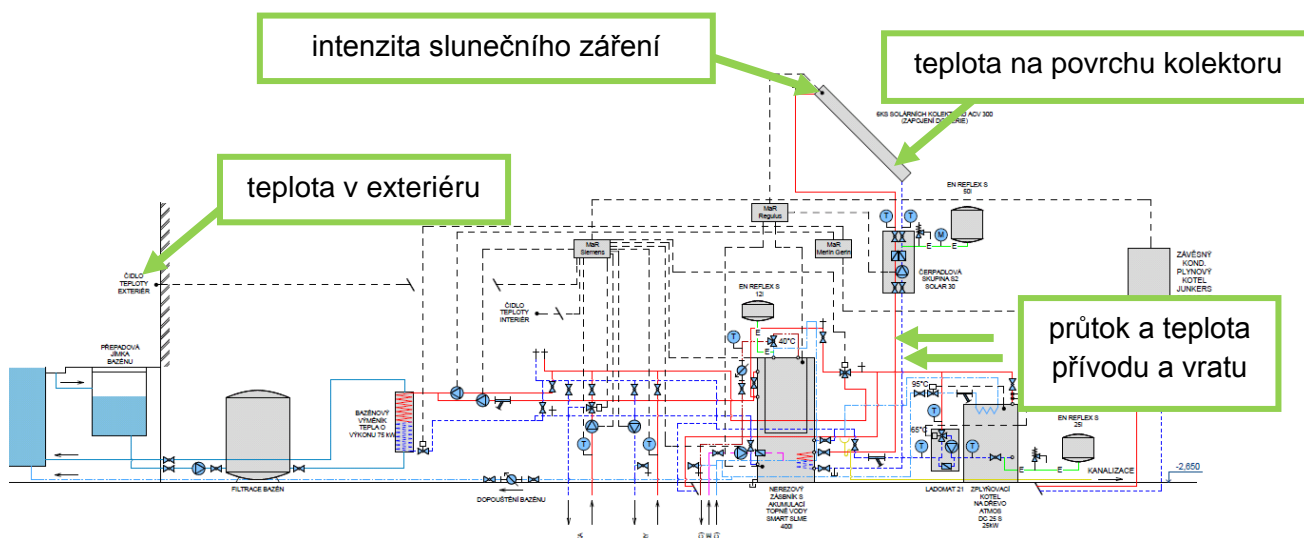 intenzita slunečního záření
teplota na povrchu kolektoru
teplota v exteriéru
průtok a teplota
přívodu a vratu
6KS SOLÁRNÍCH
ACV 300
(ZAPOJENÍ DO
EN REFLEX S
50l
MaR
Regulus
MaR
Siemens
MaR
Merlin Gerin
T
T
M
E
E
ČERPADLOVÁ
SKUPINA S2
SOLAR 30
ZÁVĚSNÝ
KOND.
PLYNOVÝ
KOTEL
JUNKERS
ČIDLO
TEPLOTY
EXTERIÉR
ČIDLO
TEPLOTY
INTERIÉR
EN REFLEX S
12l
E
T
E
40°C
PŘEPADOVÁ
JÍMKA
BAZÉNU
BAZÉNOVÝ
VÝMĚNÍK
TEPLA O
VÝKONU 75 kW
95°C
T
65°C
T
T
T
T
EN REFLEX S
25l
E
E
KANALIZACE
-2,650
FILTRACE BAZÉN
DOPOUŠTĚNÍ BAZÉNU
NEREZOVÝ
ZÁSBNÍK S
AKUMULACÍ
TOPNÉ VODY
SMART SLME
400l
LADOMAT 21
ZPLYŇOVACÍ
KOTEL
NA DŘEVO
ATMOS
DC 25 S
25kW